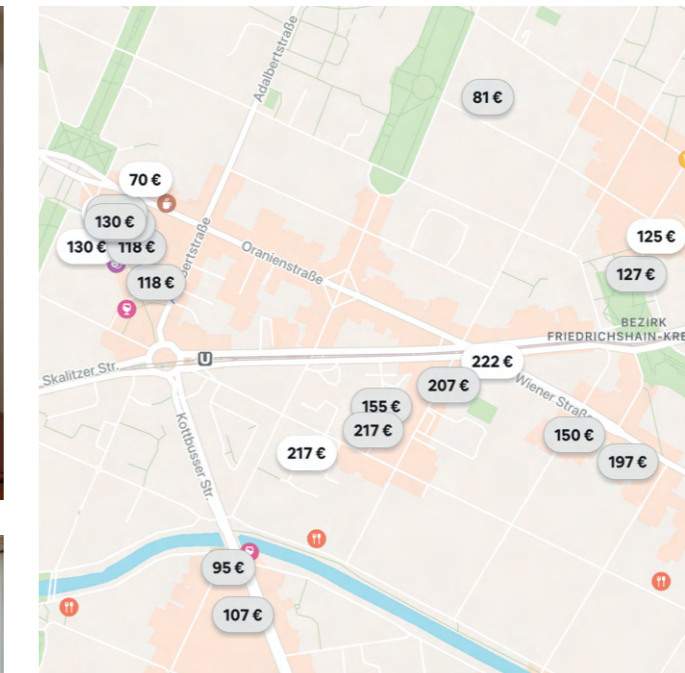 Adalbertstraße
81 €
70 €
130 €
130 €
118 €
118 €
bertstraße
Oranienstraße
125 €
127 €
BEZIRK
FRIEDRICHSHAIN-KRE
U
Skalitzer Str.
222 €
207 €
Wiener Straße
155 €
217 €
217 €
150 €
197 €
Kottbusser Str.
95 €
107 €